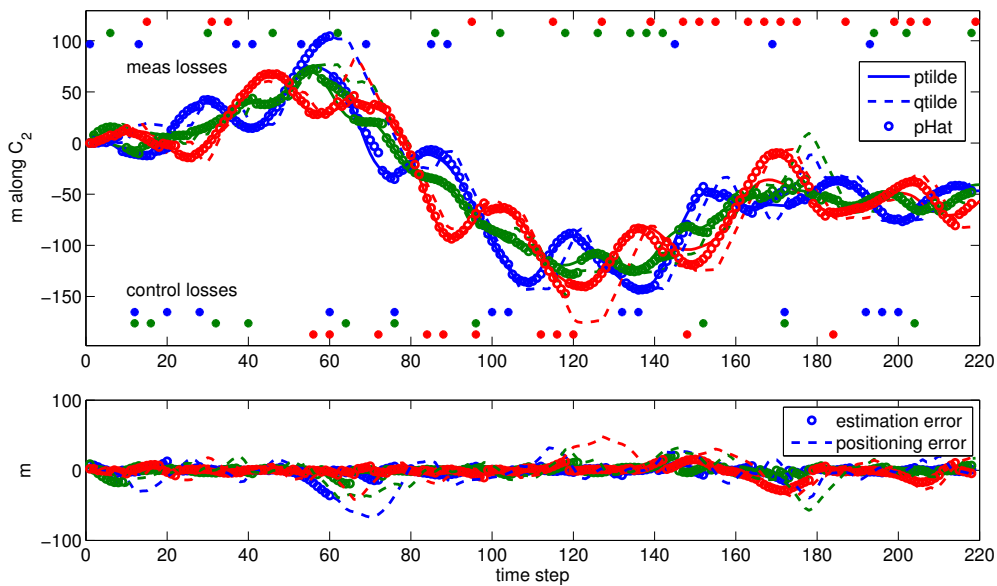 100
50
0
−50
−100
−150
m along C2
meas losses
control losses
ptilde
qtilde
pHat
0 20 40 60 80 100 120 140 160 180 200 220
100
0
−100
m
estimation error
positioning error
0 20 40 60 80 100 120 140 160 180 200 220
time step